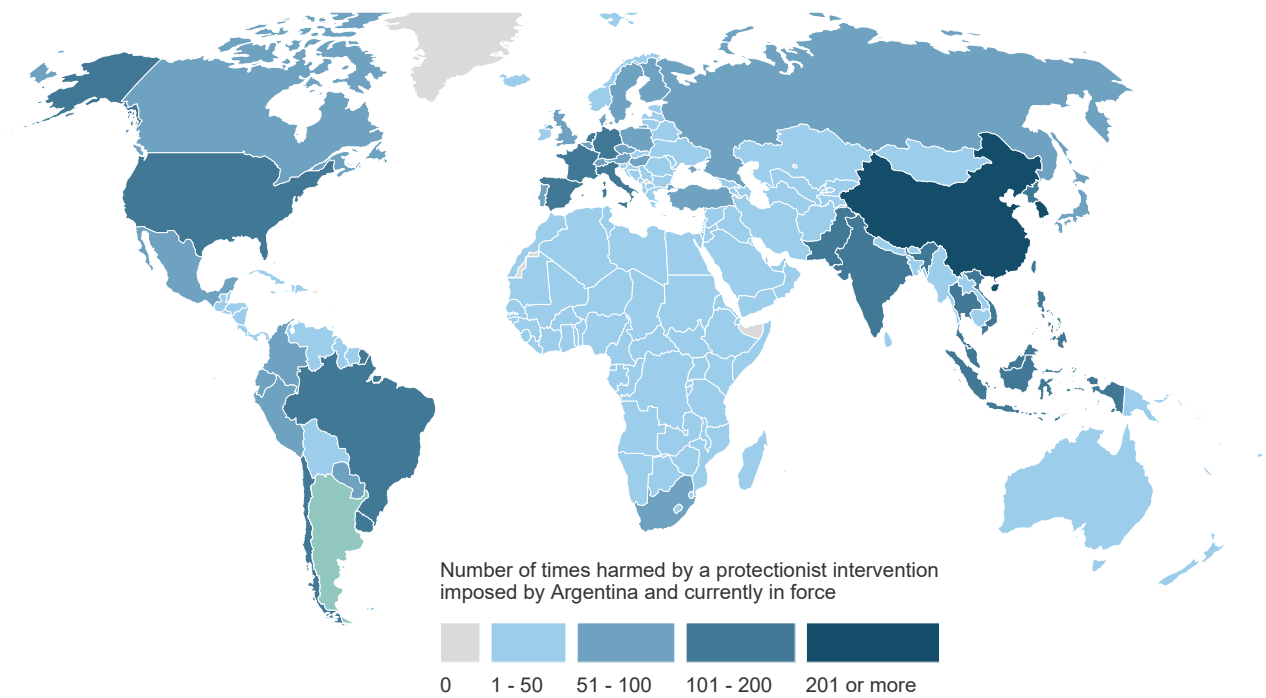 Number of times harmed by a protectionist intervention
imposed by Argentina and currently in force
0 1 - 50 51 - 100 101 - 200 201 or more